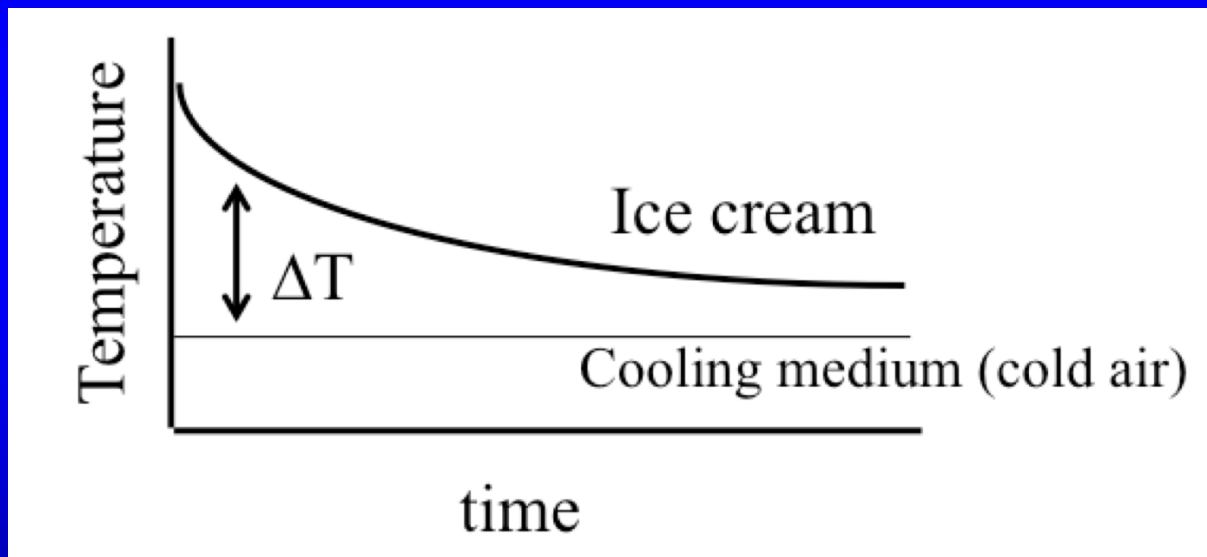 Temperature
Ice cream
ΔT
Cooling medium (cold air)
time